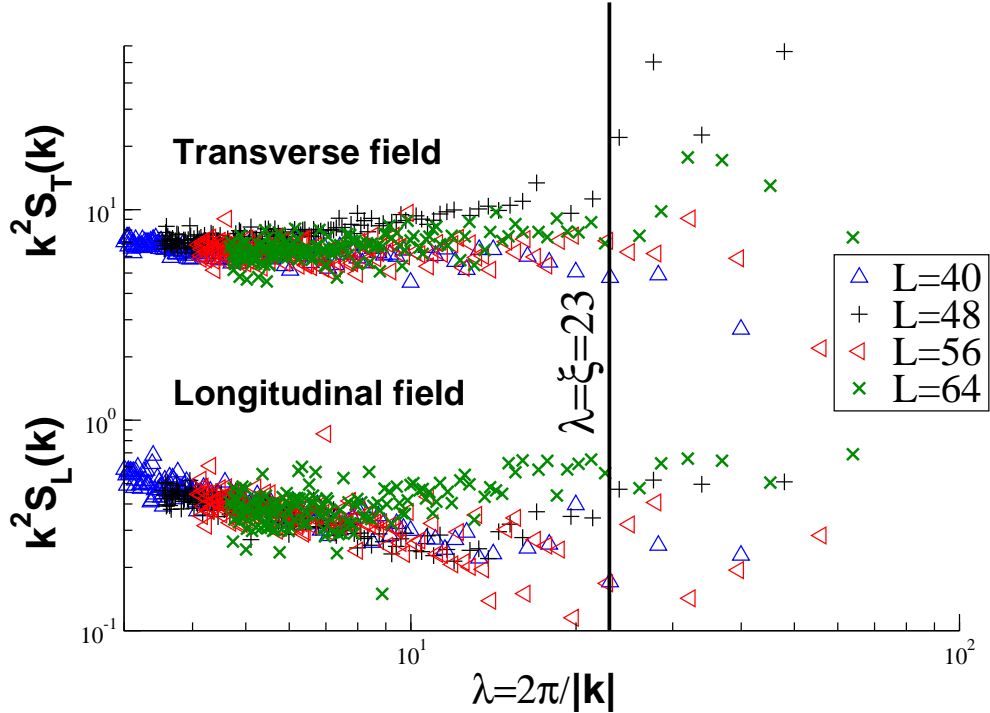 k²S_T(k)
10¹
Transverse field
Longitudinal field
10⁰
k²S_L(k)
10⁻¹
λ=ξ=23
L=40
L=48
L=56
L=64
10¹
10²
λ=2π/|k|